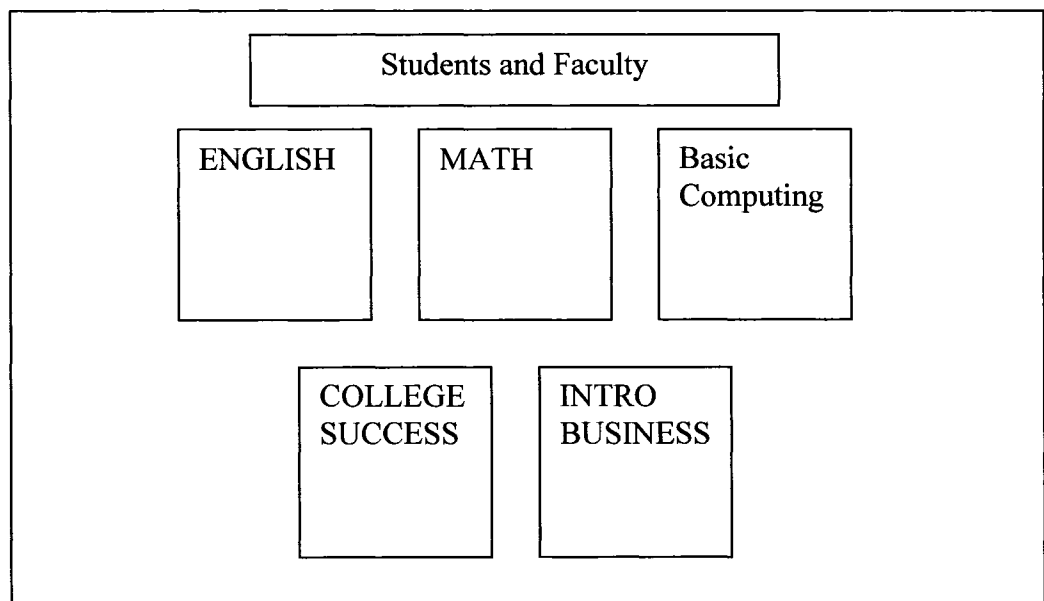 Students and Faculty
ENGLISH
MATH
Basic
Computing
COLLEGE
SUCCESS
INTRO
BUSINESS